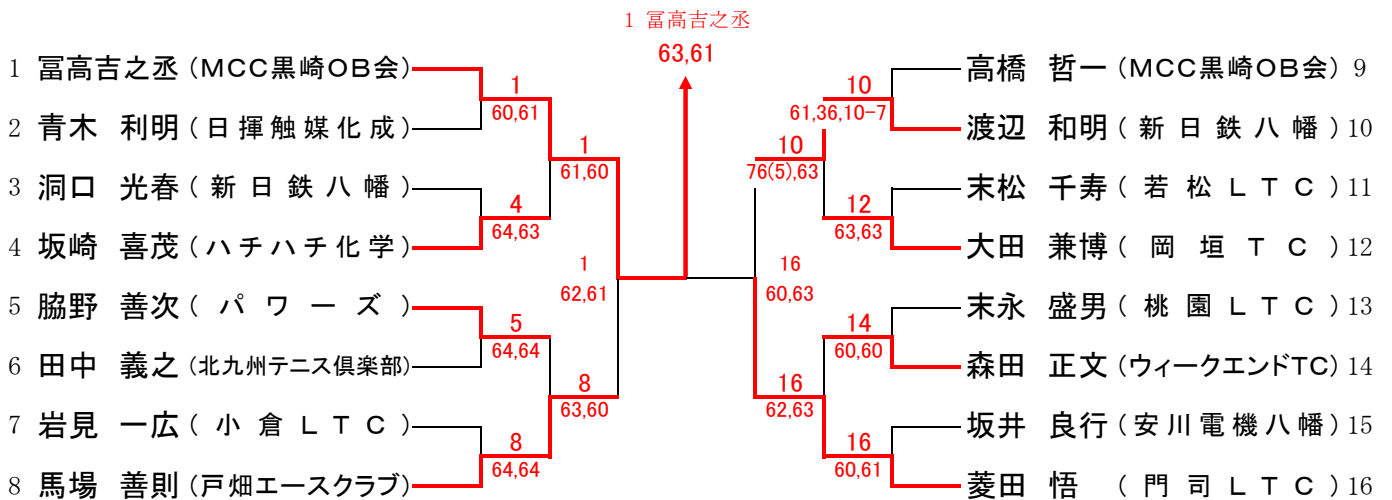 1 冨高吉之丞
63,61
1 冨高吉之丞 (MCC黒崎OB会)
2 青木 利明 (日揮触媒化成)
3 洞口 光春 (新日鉄八幡)
4 坂崎 喜茂 (ハチハチ化学)
5 脇野 善次 (パワーズ)
6 田中 義之 (北九州テニス倶楽部)
7 岩見 一広 (小倉LTC)
8 馬場 善則 (戸畑エースクラブ)
1
60,61
4
64,63
5
64,64
8
64,64
1
61,60
8
63,60
1
62,61
16
60,63
10
76(5),63
16
62,63
10
61,36,10-7
12
63,63
14
60,60
16
60,61
高橋 哲一 (MCC黒崎OB会) 9
渡辺 和明 (新日鉄八幡) 10
末松 千寿 (若松LTC) 11
大田 兼博 (岡垣TC) 12
末永 盛男 (桃園LTC) 13
森田 正文 (ウィークエンドTC) 14
坂井 良行 (安川電機八幡) 15
菱田 悟 (門司LTC) 16